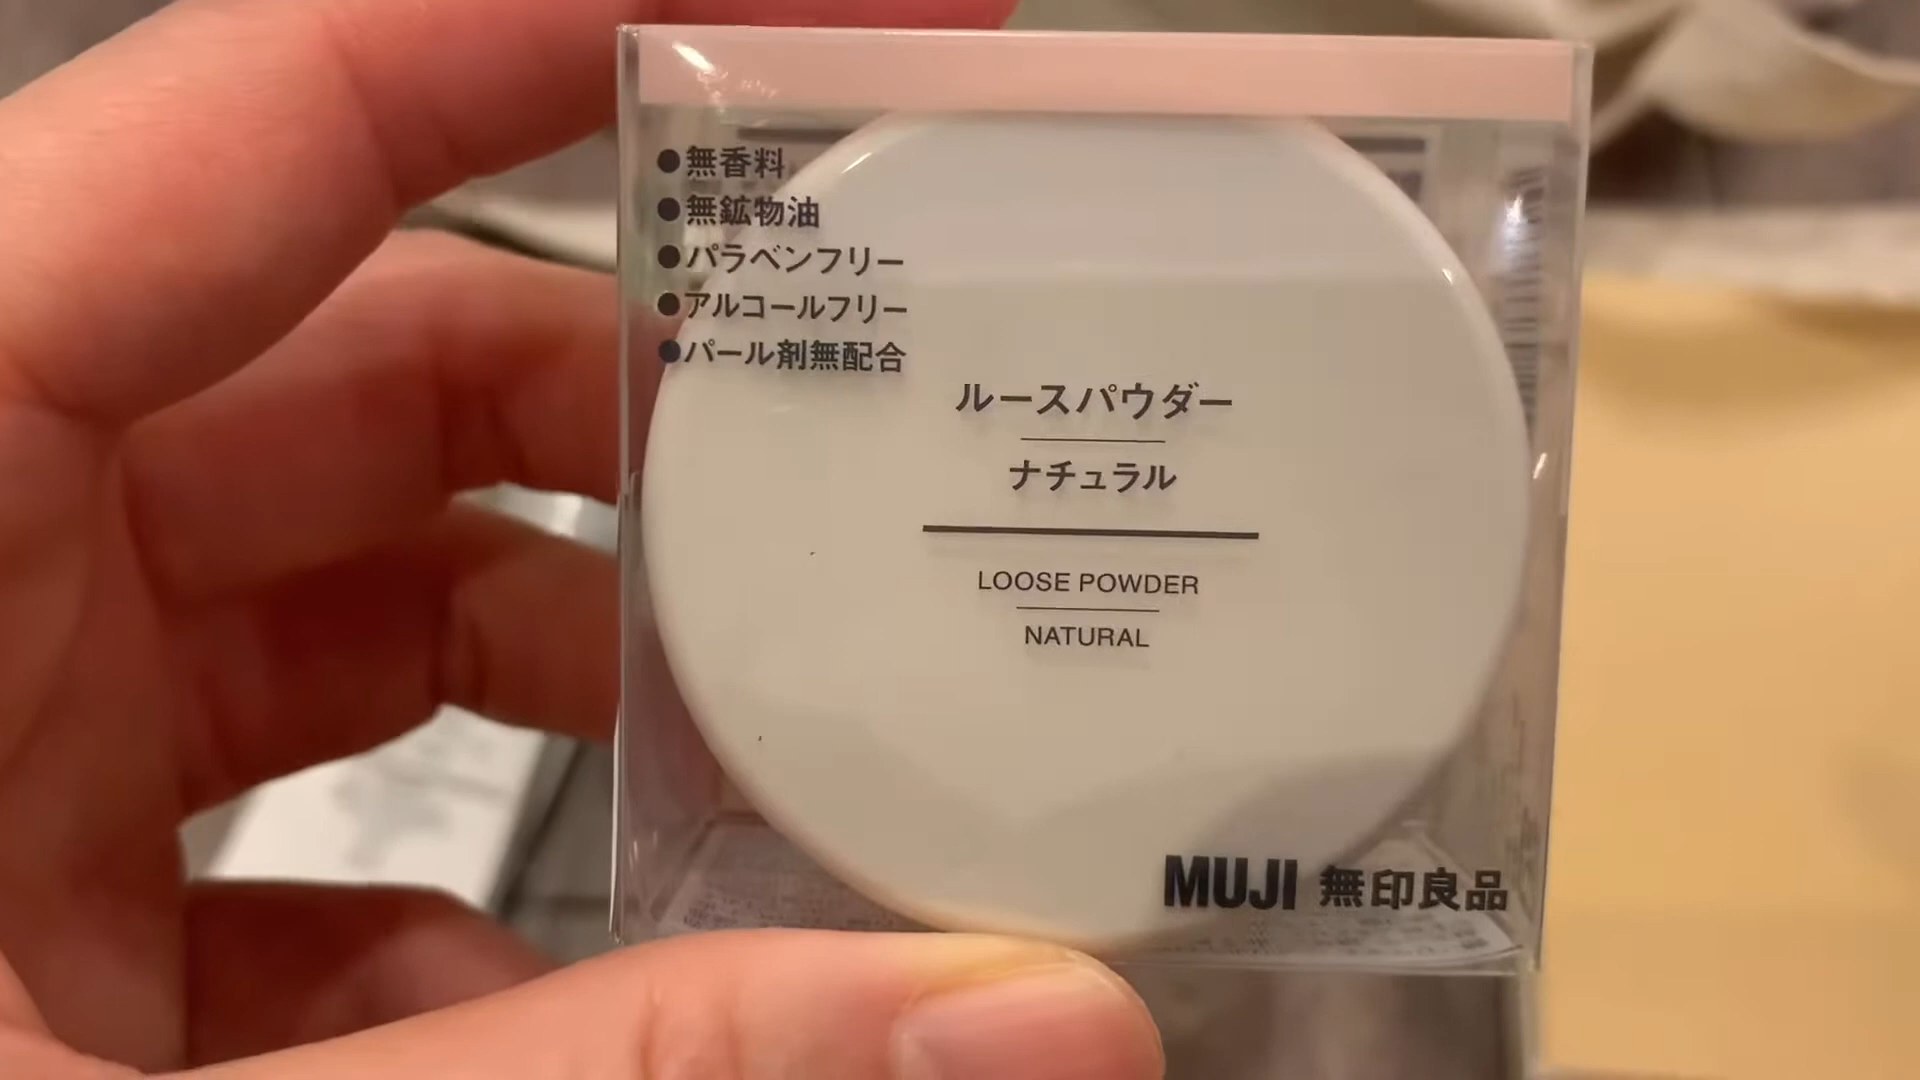 ●無香料
●無鉱物油
●パラベンフリー
●アルコールフリー
●パール剤無配合
ルースパウダー
ナチュラル
LOOSE POWDER
NATURAL
MUJI 無印良品